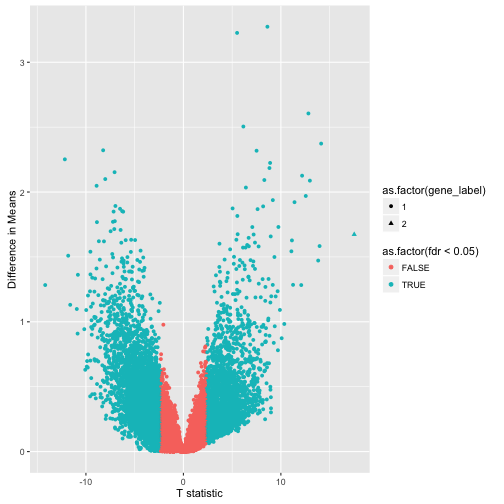 3
2
1
0
-10
0
10
T statistic
Difference in Means
as.factor(gene_label)
1
2
as.factor(fdr < 0.05)
FALSE
TRUE